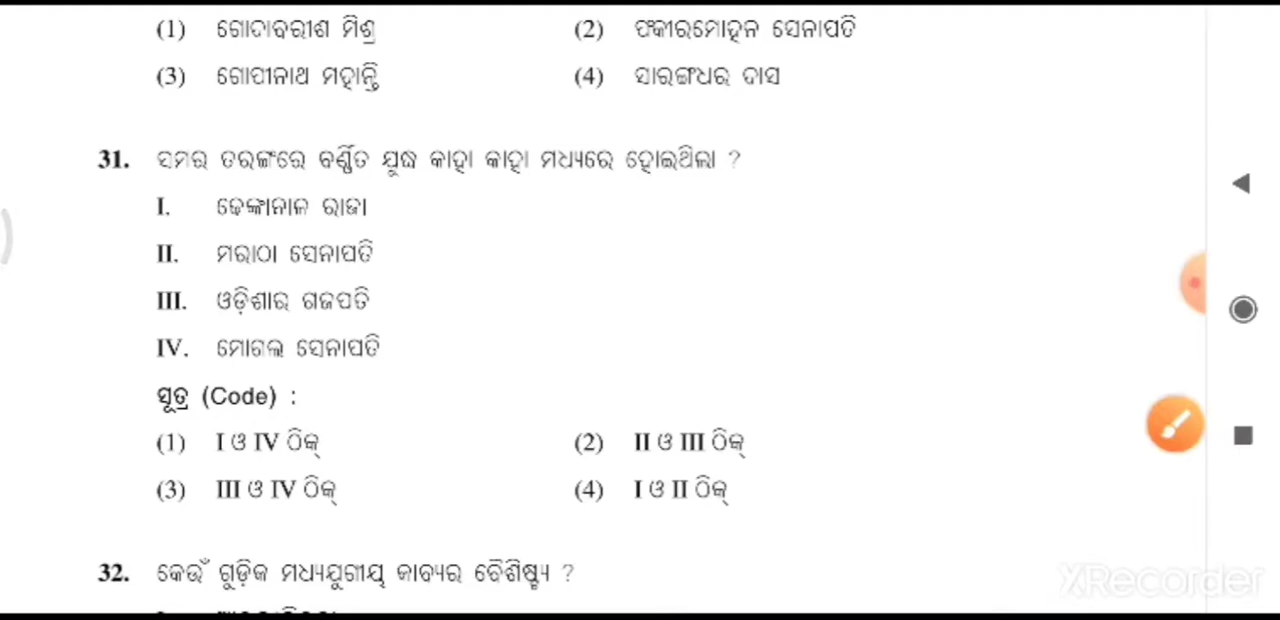 (1) ଗୋଦାବରୀଶ ମିଶ୍ର (2) ଫକୀରମୋହନ ସେନାପତି
(3) ଗୋପୀନାଥ ମହାନ୍ତି (4) ସାରଙ୍ଗଧର ଦାସ
31. ସମର ତରଙ୍ଗରେ ବର୍ଣ୍ଣିତ ଯୁଦ୍ଧ କାହା କାହା ମଧ୍ୟରେ ହୋଇଥିଲା ?
I. ଢେଙ୍କାନାଳ ରାଜା
II. ମରାଠା ସେନାପତି
III. ଓଡ଼ିଶାର ଗଜପତି
IV. ମୋଗଲ ସେନାପତି
ସୂତ୍ର (Code) :
(1) I ଓ IV ଠିକ୍ (2) II ଓ III ଠିକ୍
(3) III ଓ IV ଠିକ୍ (4) I ଓ II ଠିକ୍
32. କେଉଁ ଗୁଡ଼ିକ ମଧ୍ୟଯୁଗୀୟ କାବ୍ୟର ବୈଶିଷ୍ଟ୍ୟ ?
XRecorder